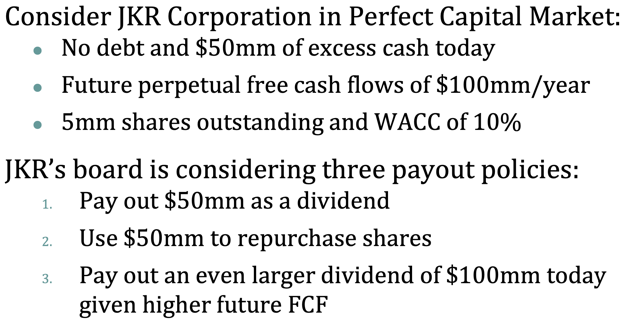 Consider JKR Corporation in Perfect Capital Market:
• No debt and $50mm of excess cash today
• Future perpetual free cash flows of $100mm/year
• 5mm shares outstanding and WACC of 10%
JKR's board is considering three payout policies:
1. Pay out $50mm as a dividend
2. Use $50mm to repurchase shares
3. Pay out an even larger dividend of $100mm today
given higher future FCF